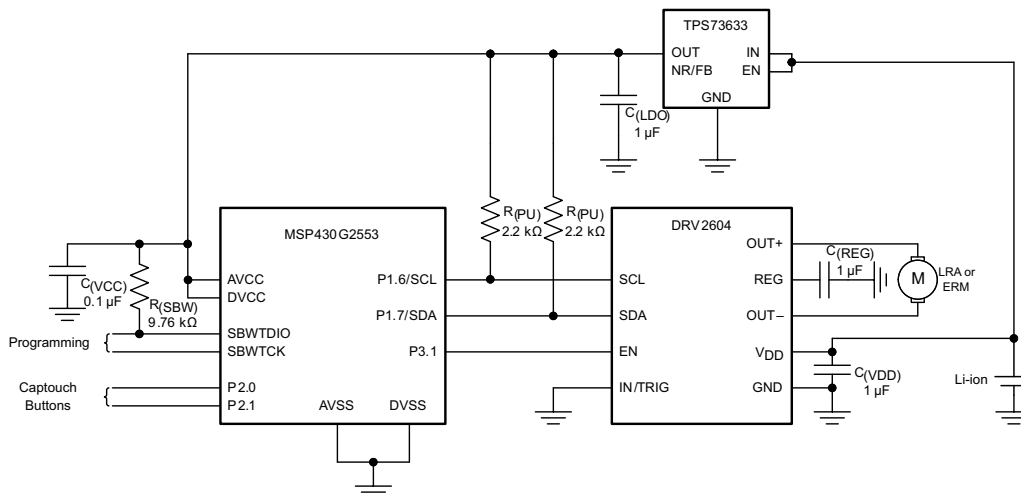 TPS73633
OUT
IN
NR/FB
EN
GND
C(LDO)
1 µF
R(PU)
2.2 kΩ
R(PU)
2.2 kΩ
MSP430G2553
AVCC
DVCC
SBWTDIO
SBWTCK
P2.0
P2.1
P1.6/SCL
P1.7/SDA
P3.1
AVSS
DVSS
C(VCC)
0.1 µF
R(SBW)
9.76 kΩ
Programming
Captouch
Buttons
DRV2604
SCL
SDA
EN
IN/TRIG
OUT+
REG
OUT–
VDD
GND
C(REG)
1 µF
M
LRA or
ERM
C(VDD)
1 µF
Li-ion